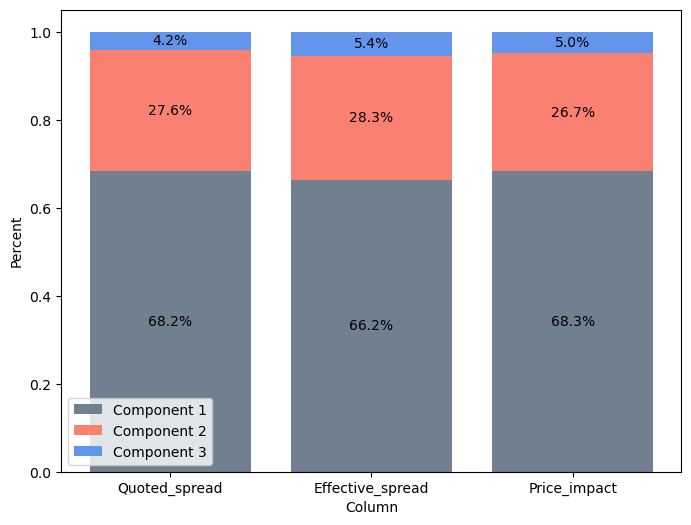 1.0
0.8
0.6
0.4
0.2
0.0
Percent
4.2%
5.4%
5.0%
27.6%
28.3%
26.7%
68.2%
66.2%
68.3%
Component 1
Component 2
Component 3
Quoted_spread
Effective_spread
Price_impact
Column